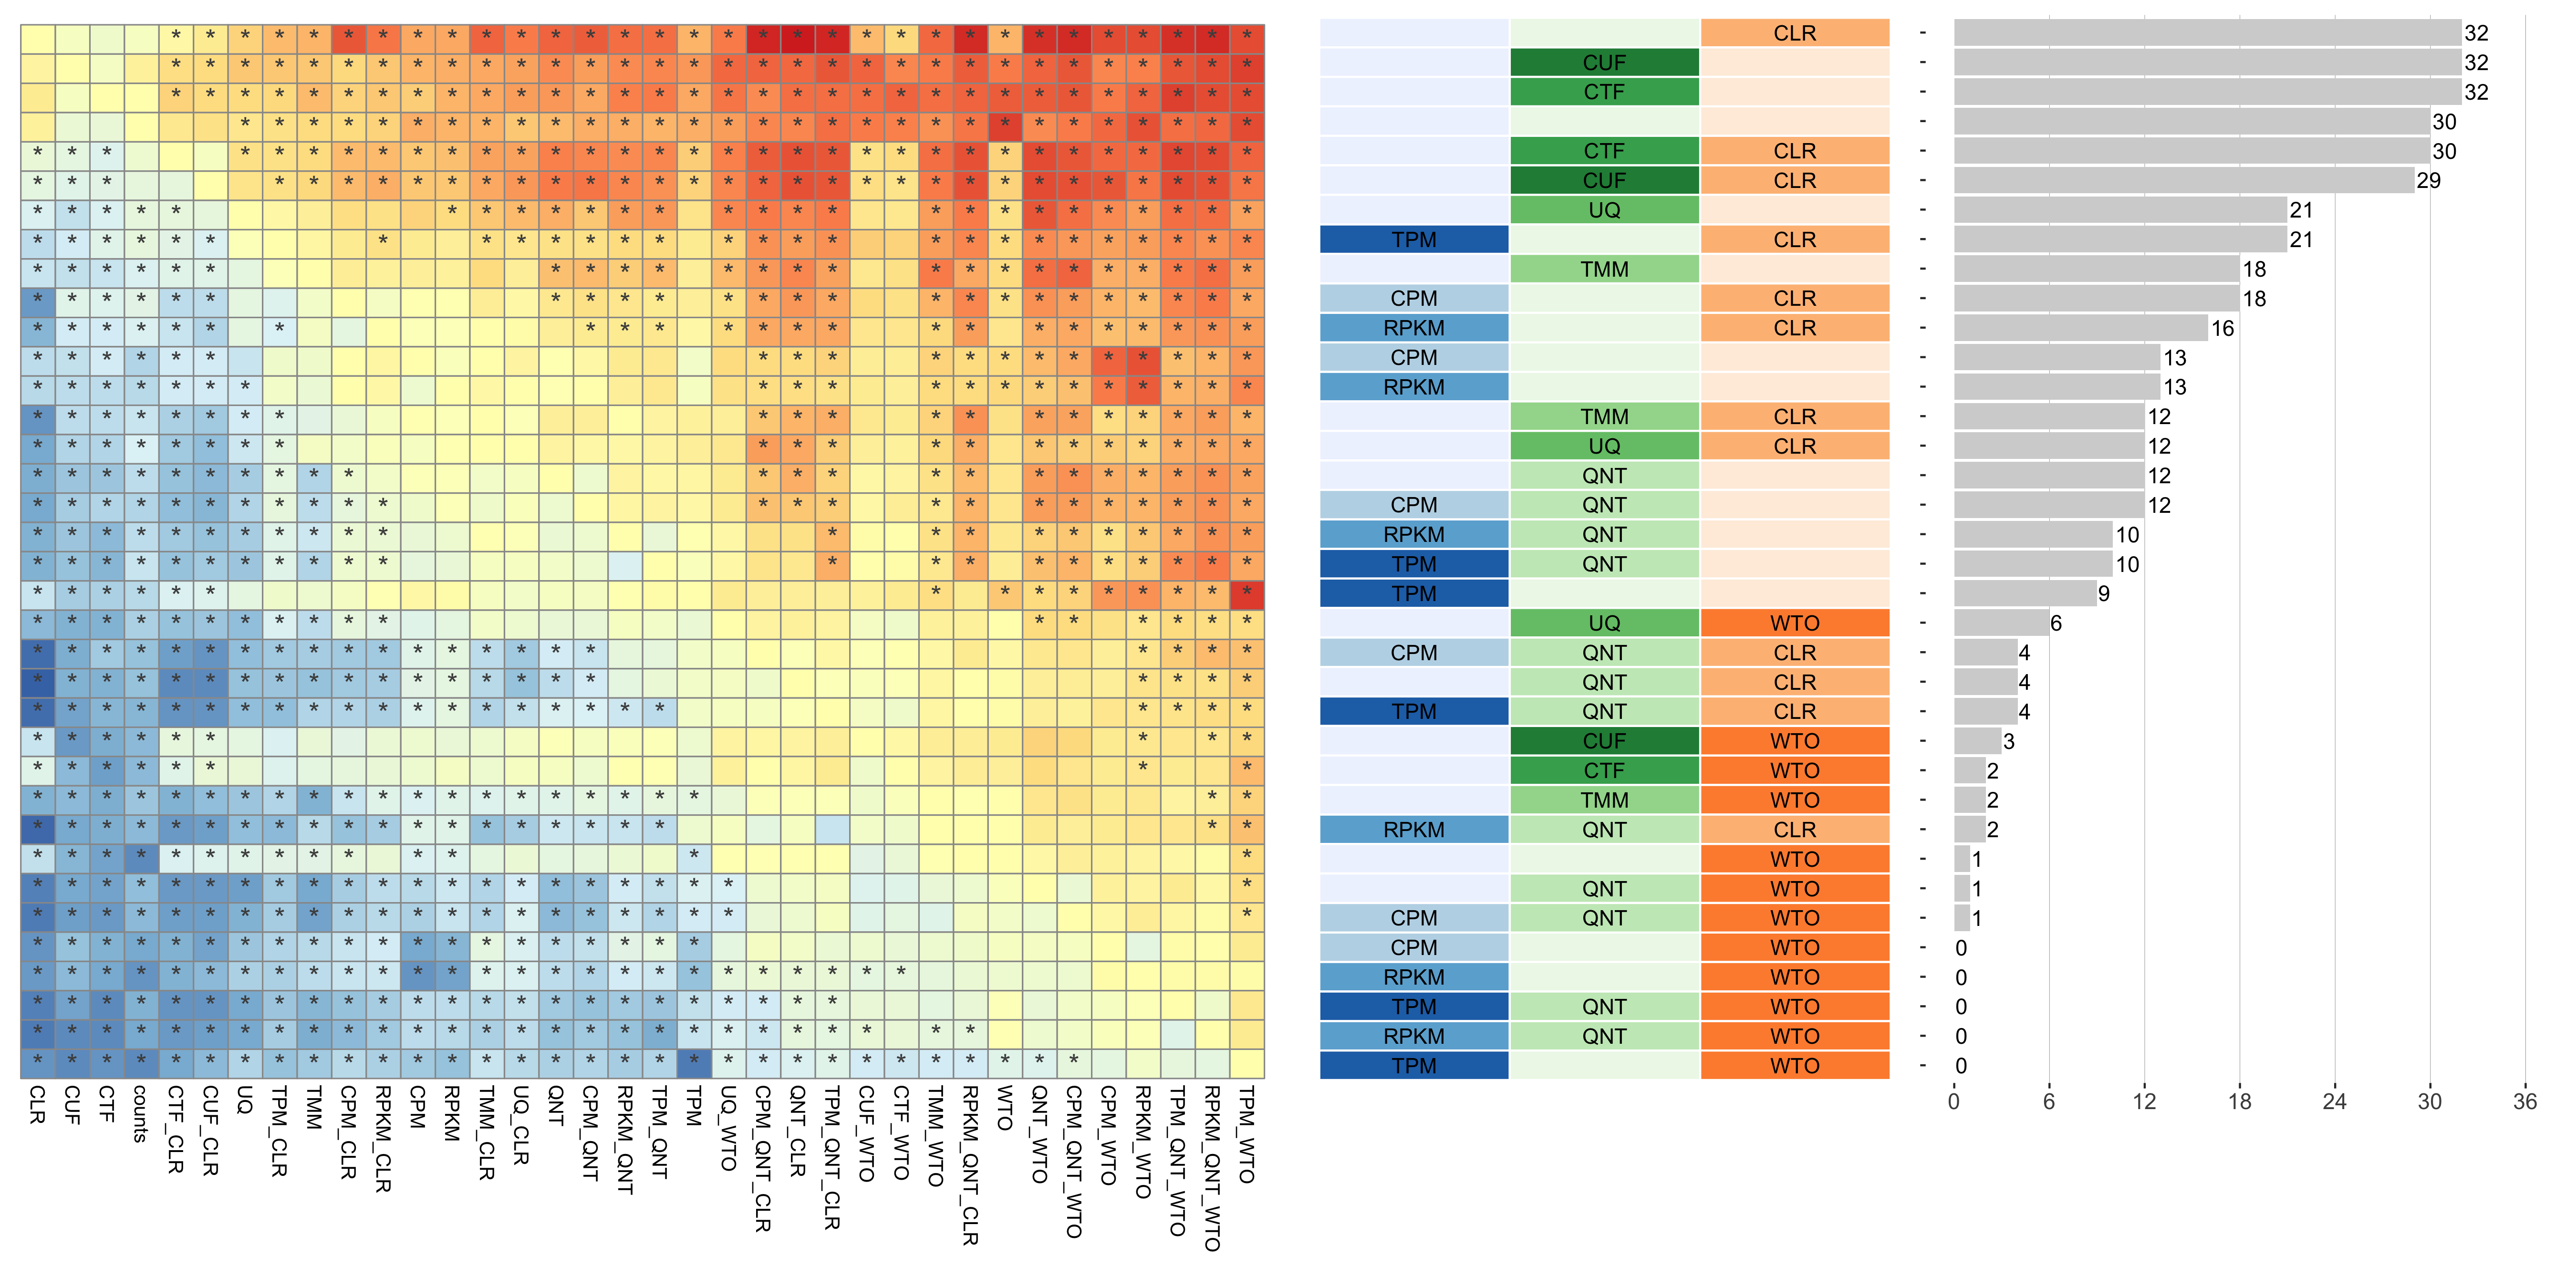 CLR - 32
CUF - 32
CTF - 32
- 30
CTF CLR - 30
CUF CLR - 29
UQ - 21
TPM CLR - 21
TMM - 18
CPM CLR - 18
RPKM CLR - 16
CPM - 13
RPKM - 13
TMM CLR - 12
UQ CLR - 12
QNT - 12
CPM QNT - 12
RPKM QNT - 10
TPM QNT - 10
TPM - 9
UQ WTO - 6
CPM QNT CLR - 4
QNT CLR - 4
TPM QNT CLR - 4
CUF WTO - 3
CTF WTO - 2
TMM WTO - 2
RPKM QNT CLR - 2
WTO - 1
QNT WTO - 1
CPM QNT WTO - 1
CPM WTO - 0
RPKM WTO - 0
TPM QNT WTO - 0
RPKM QNT WTO - 0
TPM WTO - 0
0 6 12 18 24 30 36
CLR
CUF
CTF
counts
CTF_CLR
CUF_CLR
UQ
TPM_CLR
TMM
CPM_CLR
RPKM_CLR
CPM
RPKM
TMM_CLR
UQ_CLR
QNT
CPM_QNT
RPKM_QNT
TPM_QNT
TPM
UQ_WTO
CPM_QNT_CLR
QNT_CLR
TPM_QNT_CLR
CUF_WTO
CTF_WTO
TMM_WTO
RPKM_QNT_CLR
WTO
QNT_WTO
CPM_QNT_WTO
CPM_WTO
RPKM_WTO
TPM_QNT_WTO
RPKM_QNT_WTO
TPM_WTO